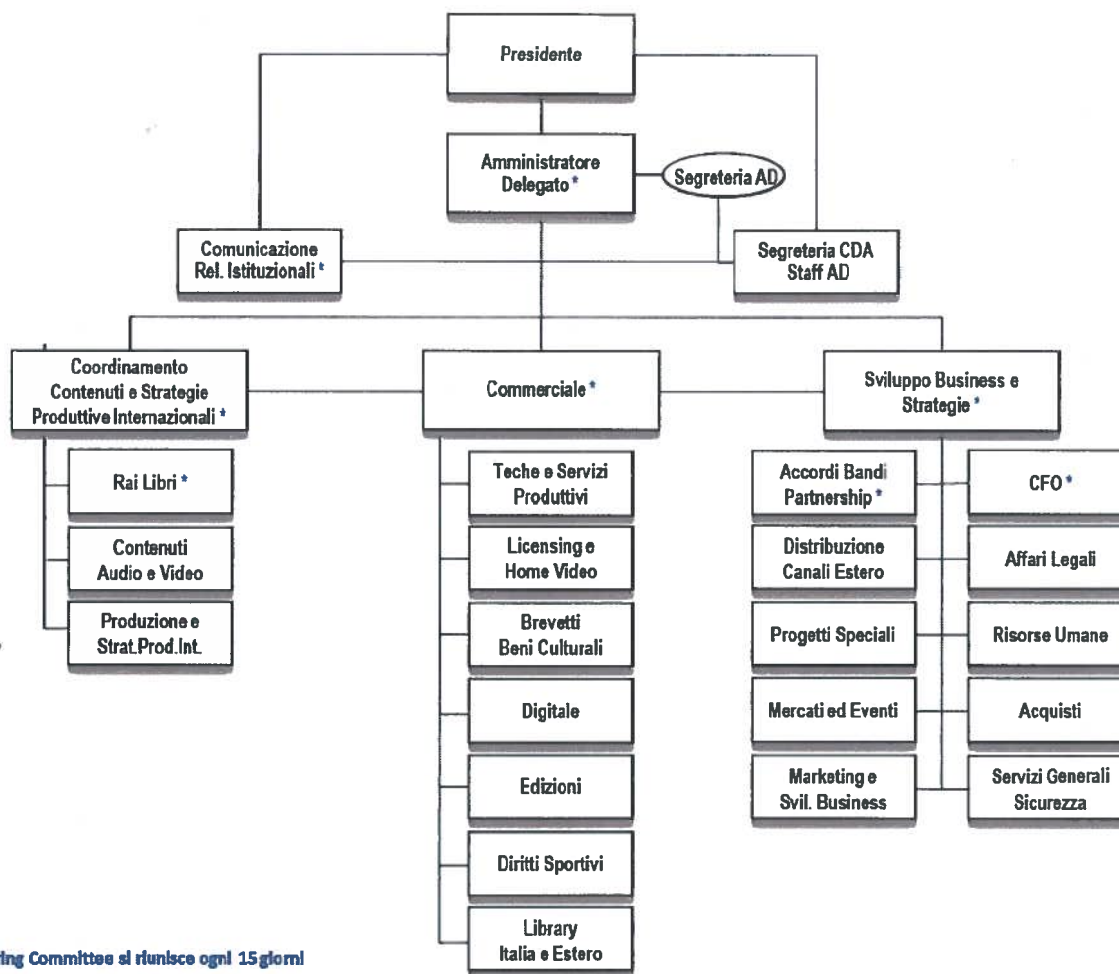 Presidente
Amministratore
Delegato *
Segreteria AD
Comunicazione
Rel. Istituzionali *
Segreteria CDA
Staff AD
Coordinamento
Contenuti e Strategie
Produttive Internazionali *
Commerciale *
Sviluppo Business e
Strategie *
Rai Libri *
Contenuti
Audio e Video
Produzione e
Strat.Prod.Int.
Teche e Servizi
Produttivi
Licensing e
Home Video
Brevetti
Beni Culturali
Digitale
Edizioni
Diritti Sportivi
Library
Italia e Estero
Accordi Bandi
Partnership *
Distribuzione
Canali Estero
Progetti Speciali
Mercati ed Eventi
Marketing e
Svil. Business
CFO *
Affari Legali
Risorse Umane
Acquisti
Servizi Generali
Sicurezza
ring Committee si riunisce ogni 15 giorni